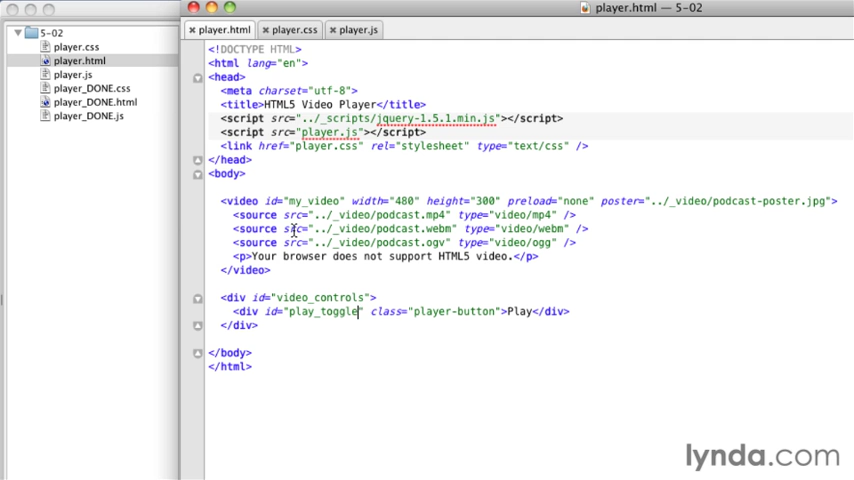 player.html — 5-02
player.html
player.css
player.js
5-02
player.css
player.html
player.js
player_DONE.css
player_DONE.html
player_DONE.js
<!DOCTYPE HTML>
<html lang="en">
<head>
<meta charset="utf-8">
<title>HTML5 Video Player</title>
<script src="../_scripts/jquery-1.5.1.min.js"></script>
<script src="player.js"></script>
<link href="player.css" rel="stylesheet" type="text/css" />
</head>
<body>
<video id="my_video" width="480" height="300" preload="none" poster="../_video/podcast-poster.jpg">
<source src="../_video/podcast.mp4" type="video/mp4" />
<source src="../_video/podcast.webm" type="video/webm" />
<source src="../_video/podcast.ogv" type="video/ogg" />
<p>Your browser does not support HTML5 video.</p>
</video>
<div id="video_controls">
<div id="play_toggle" class="player-button">Play</div>
</div>
</body>
</html>
lynda.com